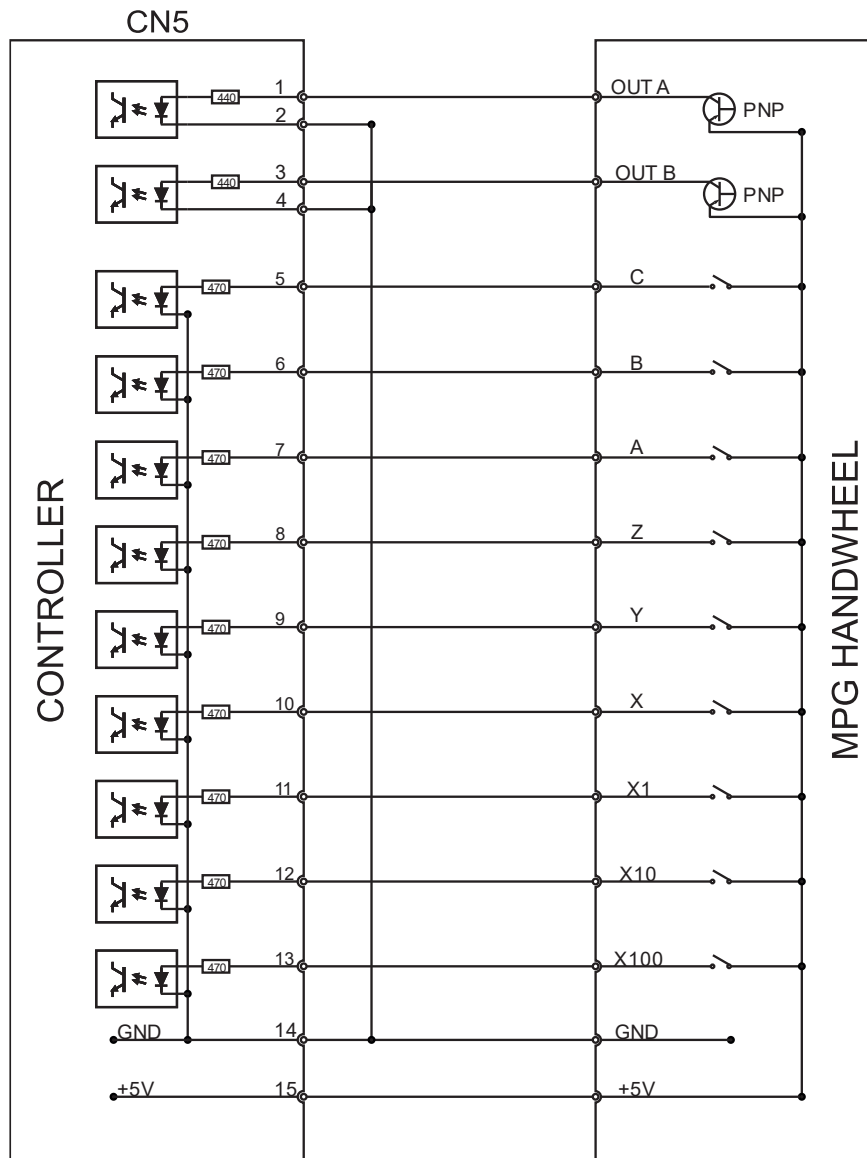 CN5
440 1 OUT A PNP
2
440 3 OUT B PNP
4
470 5 C
470 6 B
470 7 A
470 8 Z
470 9 Y
470 10 X
470 11 X1
470 12 X10
470 13 X100
GND 14 GND
+5V 15 +5V
CONTROLLER
MPG HANDWHEEL